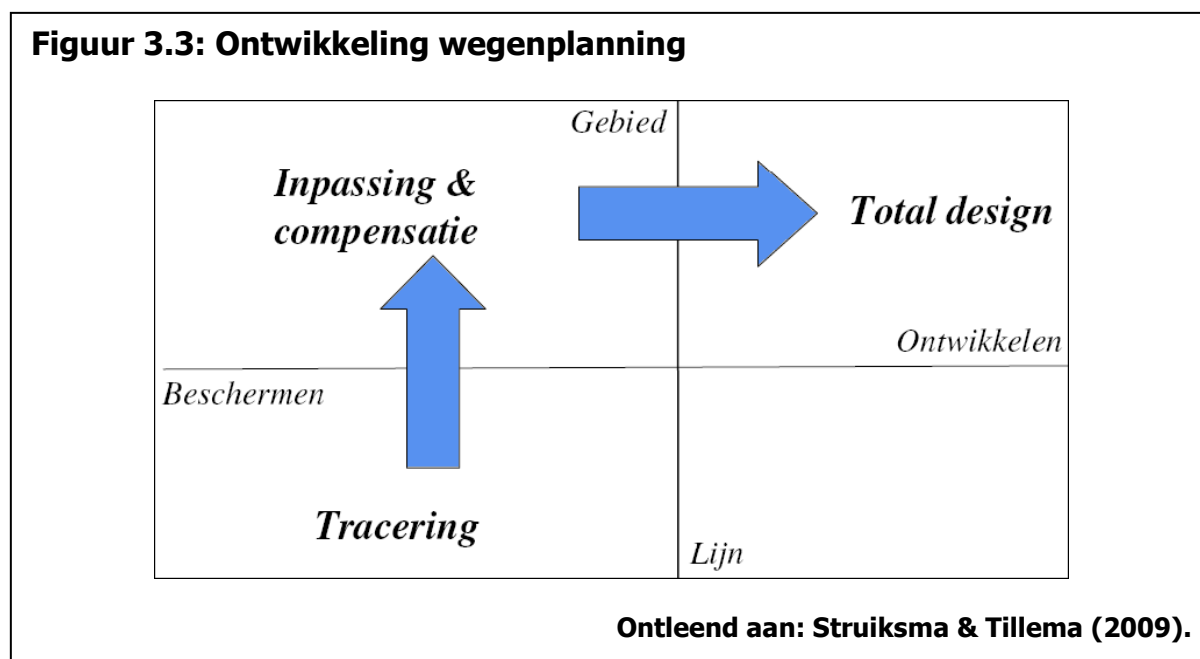 Figuur 3.3: Ontwikkeling wegenplanning
Gebied
Inpassing &
compensatie
Total design
Ontwikkelen
Beschermen
Tracering
Lijn
Ontleend aan: Struiksma & Tillema (2009).